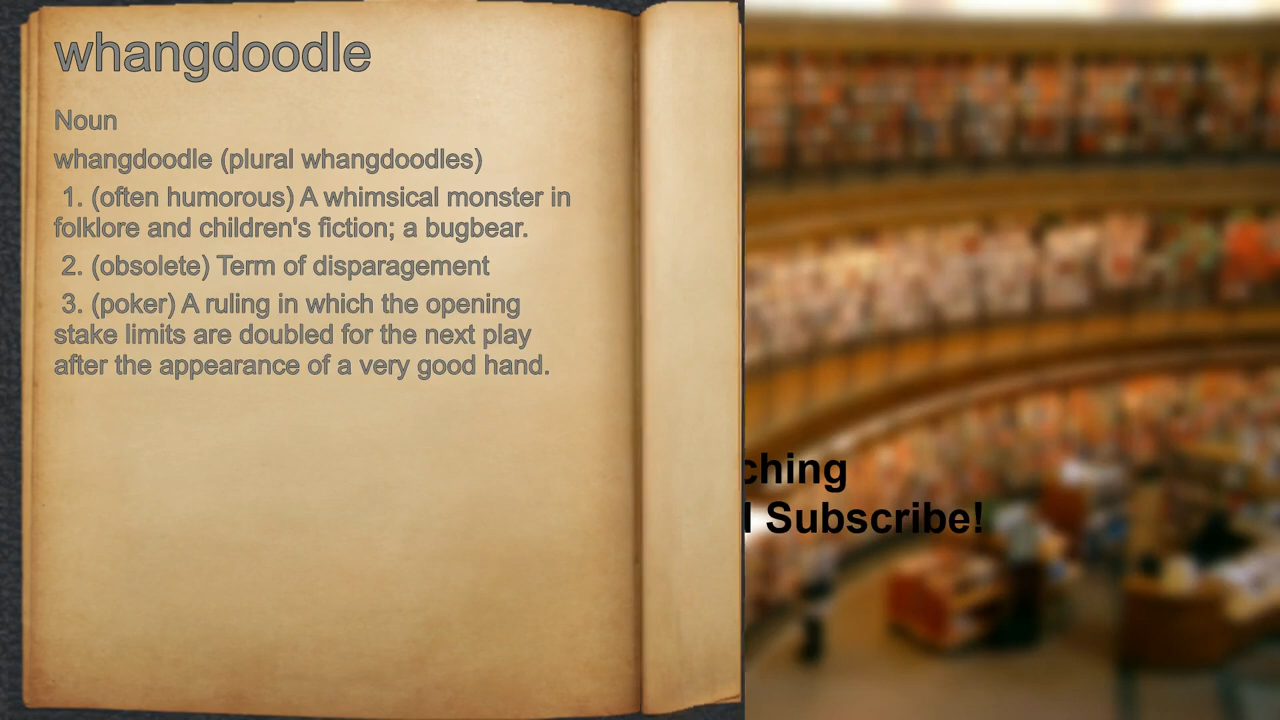 whangdoodle
Noun
whangdoodle (plural whangdoodles)
1. (often humorous) A whimsical monster in
folklore and children's fiction; a bugbear.
2. (obsolete) Term of disparagement
3. (poker) A ruling in which the opening
stake limits are doubled for the next play
after the appearance of a very good hand.
ching
Subscribe!